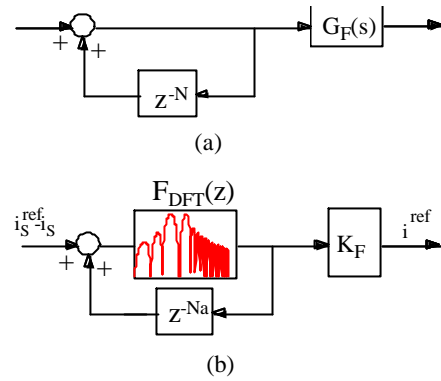 G_F(s)
+
+
z^-N
(a)
F_DFT(z)
i_S^ref-i_S
i^ref
K_F
+
+
z^-Na
(b)